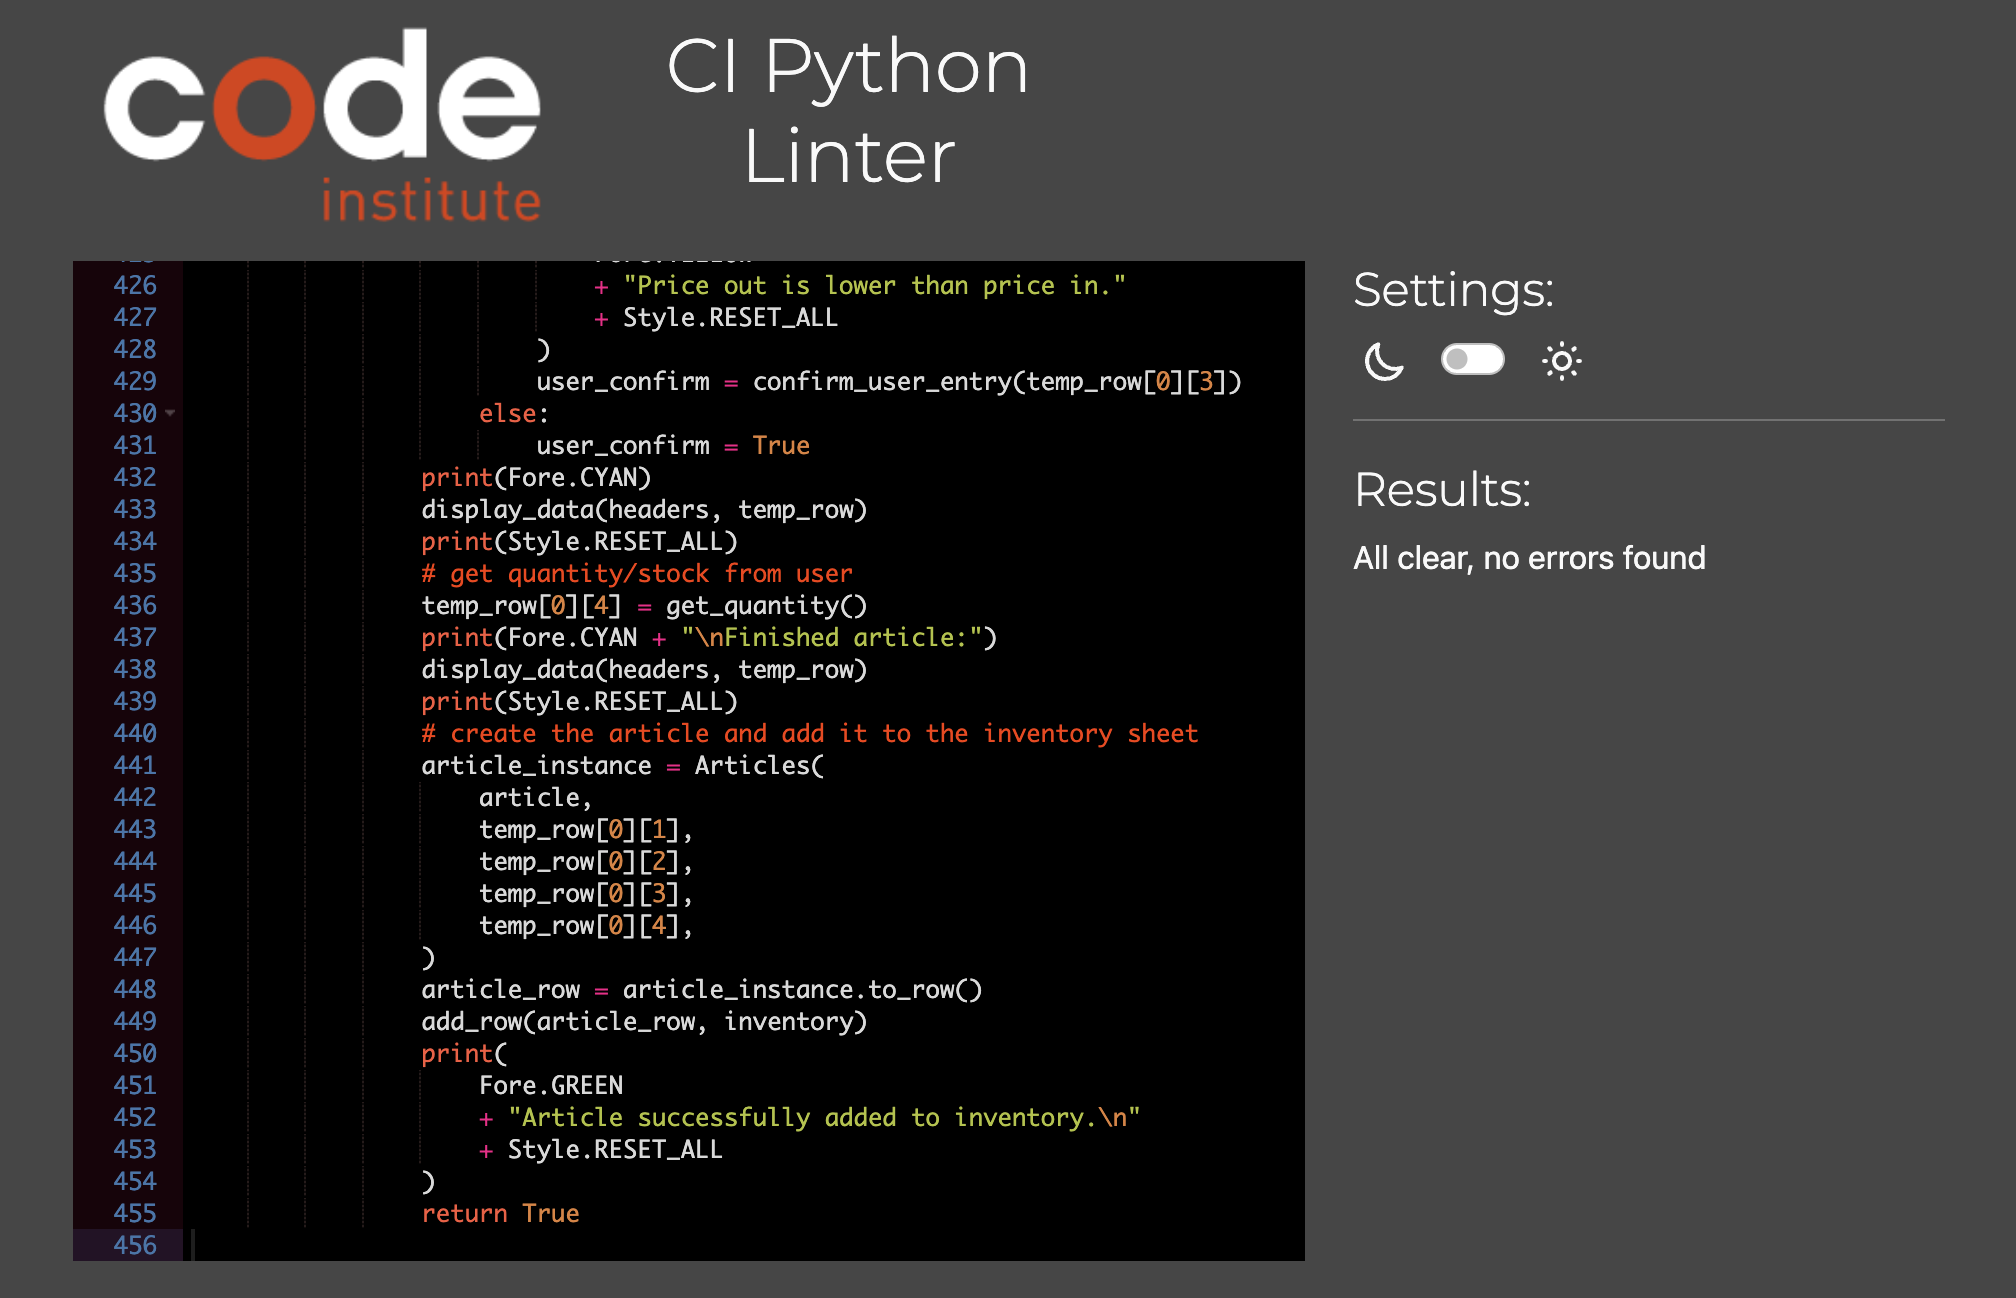 code
institute
CI Python
Linter
426 + "Price out is lower than price in."
427 + Style.RESET_ALL
428 )
429 user_confirm = confirm_user_entry(temp_row[0][3])
430 else:
431 user_confirm = True
432 print(Fore.CYAN)
433 display_data(headers, temp_row)
434 print(Style.RESET_ALL)
435 # get quantity/stock from user
436 temp_row[0][4] = get_quantity()
437 print(Fore.CYAN + "\nFinished article:")
438 display_data(headers, temp_row)
439 print(Style.RESET_ALL)
440 # create the article and add it to the inventory sheet
441 article_instance = Articles(
442 article,
443 temp_row[0][1],
444 temp_row[0][2],
445 temp_row[0][3],
446 temp_row[0][4],
447 )
448 article_row = article_instance.to_row()
449 add_row(article_row, inventory)
450 print(
451 Fore.GREEN
452 + "Article successfully added to inventory.\n"
453 + Style.RESET_ALL
454 )
455 return True
456
Settings:
Results:
All clear, no errors found